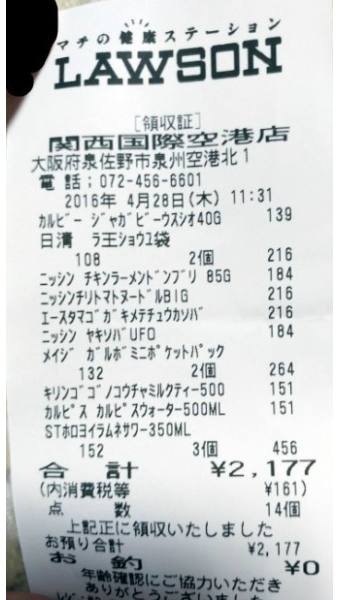 マチの健康ステーション
LAWSON
[領収証]
関西国際空港店
大阪府泉佐野市泉州空港北1
電話;072-456-6601
2016年 4月28日(木) 11:31
カルビー ジャガビーウスシオ40G 139
日清 ラ王ショウユ袋
108 2個 216
ニッシン チキンラーメンドンブリ 85G 184
ニッシンチリトマトヌードルBIG 216
エースタマゴガキメテチュウカソバ 216
ニッシン ヤキソバUFO 184
メイジ ガルボミニポケットパック
132 2個 264
キリンゴゴノコウチャミルクティー500 151
カルピス カルピスウォーター500ML 151
STホロヨイラムネサワー350ML
152 3個 456
合計 ¥2,177
(内消費税等 ¥161)
点数 14個
上記正に領収いたしました
お預り合計 ¥2,177
お釣 ¥0
年齢確認にご協力いただき
ありがとうございました